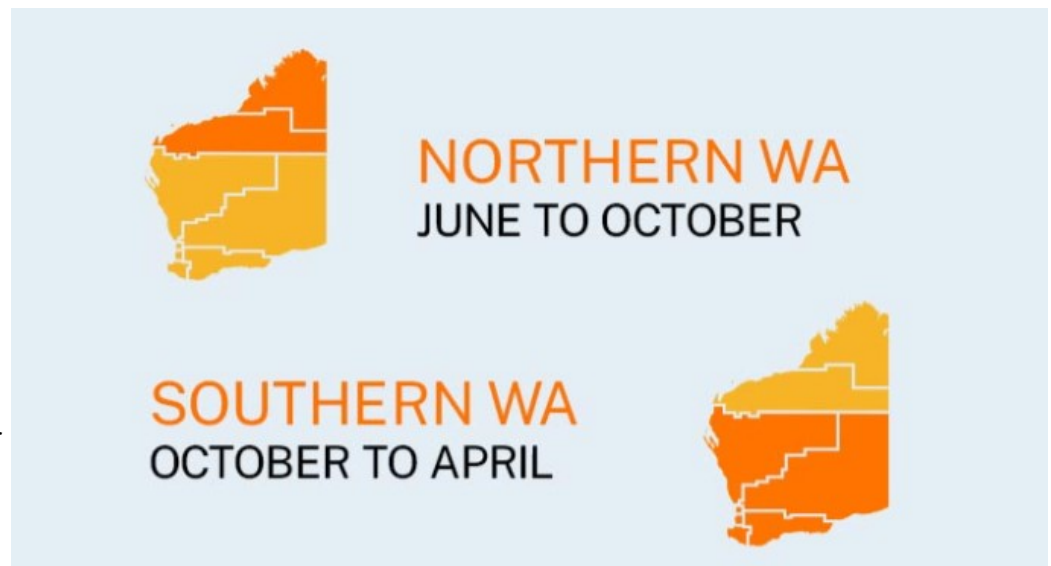 NORTHERN WA
JUNE TO OCTOBER
SOUTHERN WA
OCTOBER TO APRIL